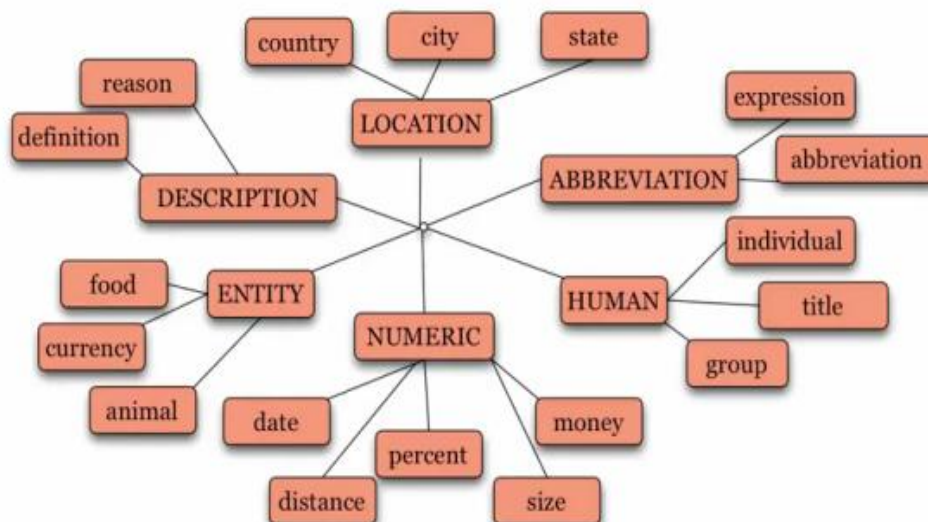 country
city
state
reason
LOCATION
expression
definition
abbreviation
DESCRIPTION
ABBREVIATION
individual
food
ENTITY
HUMAN
title
currency
NUMERIC
group
animal
date
money
percent
distance
size